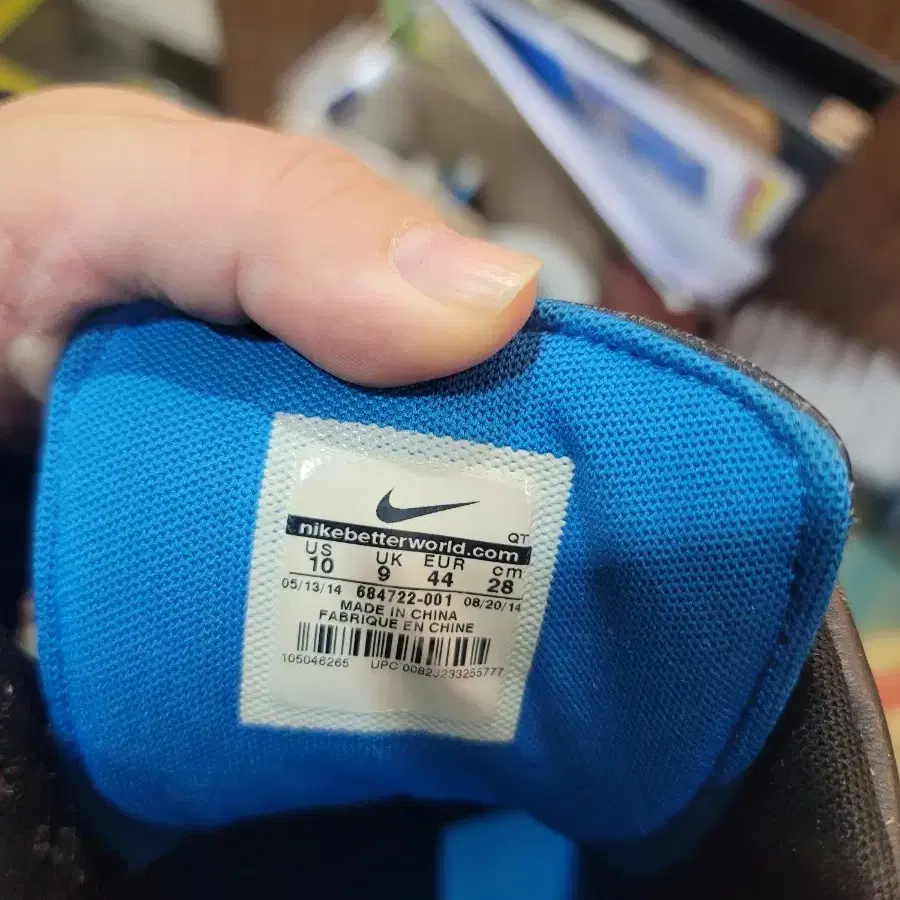 QT
nikebetterworld.com
US UK EUR cm
10 9 44 28
05/13/14 684722-001 08/20/14
MADE IN CHINA
FABRIQUE EN CHINE
105046265 UPC 00823233255777